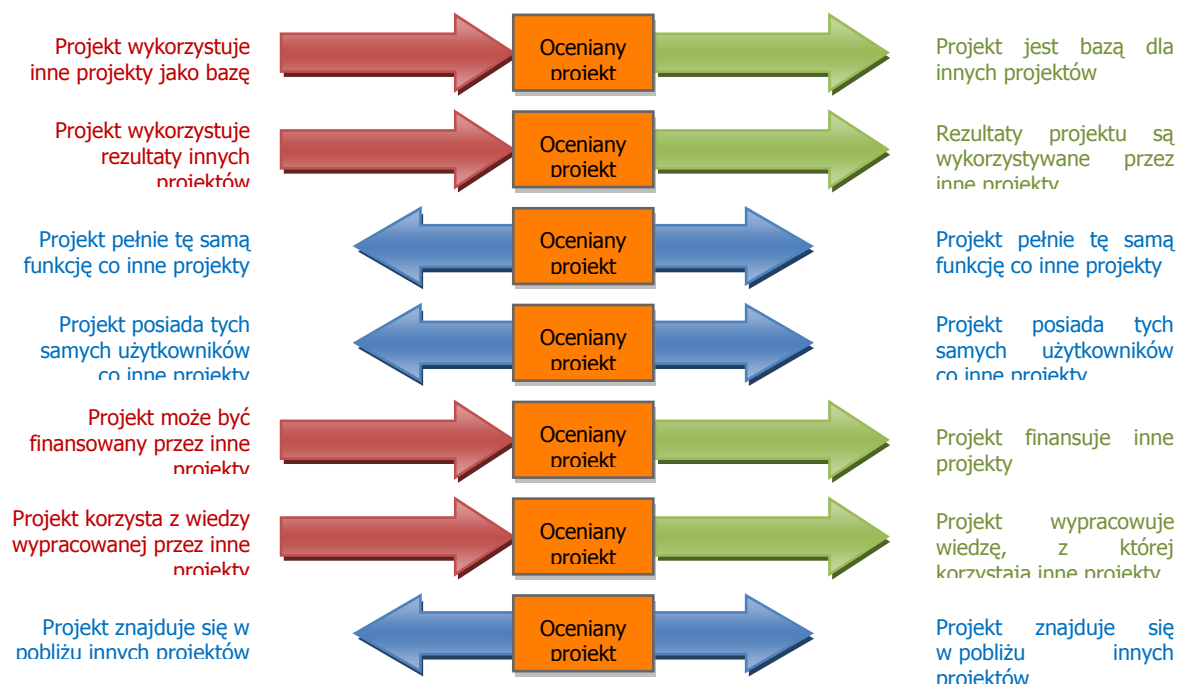 Projekt wykorzystuje
inne projekty jako bazę
Oceniany
projekt
Projekt jest bazą dla
innych projektów
Projekt wykorzystuje
rezultaty innych
projektów
Oceniany
projekt
Rezultaty projektu są
wykorzystywane przez
inne projekty
Projekt pełnie tę samą
funkcję co inne projekty
Oceniany
projekt
Projekt pełnie tę samą
funkcję co inne projekty
Projekt posiada tych
samych użytkowników
co inne projekty
Oceniany
projekt
Projekt posiada tych
samych użytkowników
co inne projekty
Projekt może być
finansowany przez inne
projekty
Oceniany
projekt
Projekt finansuje inne
projekty
Projekt korzysta z wiedzy
wypracowanej przez inne
projekty
Oceniany
projekt
Projekt wypracowuje
wiedzę, z której
korzystają inne projekty
Projekt znajduje się w
pobliżu innych projektów
Oceniany
projekt
Projekt znajduje się
w pobliżu innych
projektów